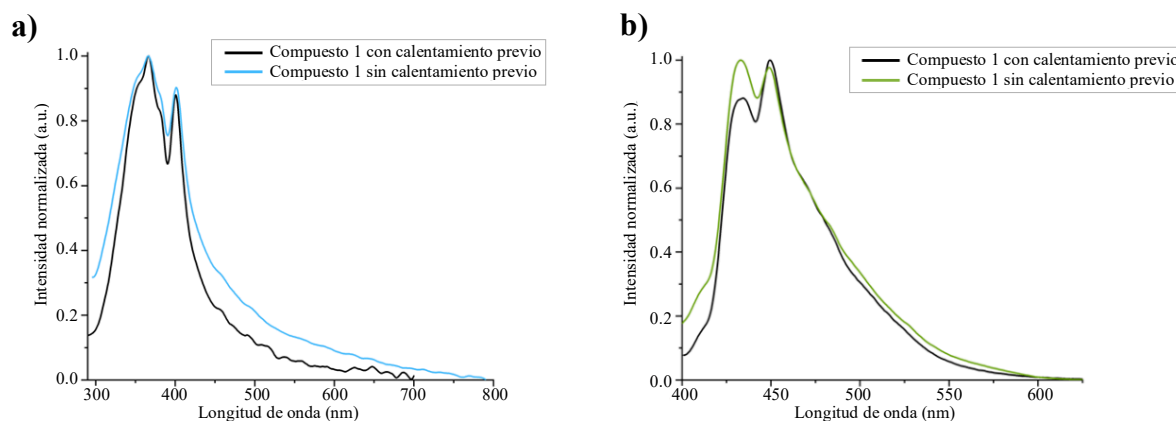 a)
Compuesto 1 con calentamiento previo
Compuesto 1 sin calentamiento previo
Intensidad normalizada (a.u.)
1.0
0.8
0.6
0.4
0.2
0.0
300 400 500 600 700 800
Longitud de onda (nm)
b)
Compuesto 1 con calentamiento previo
Compuesto 1 sin calentamiento previo
Intensidad normalizada (a.u.)
1.0
0.8
0.6
0.4
0.2
0.0
400 450 500 550 600
Longitud de onda (nm)